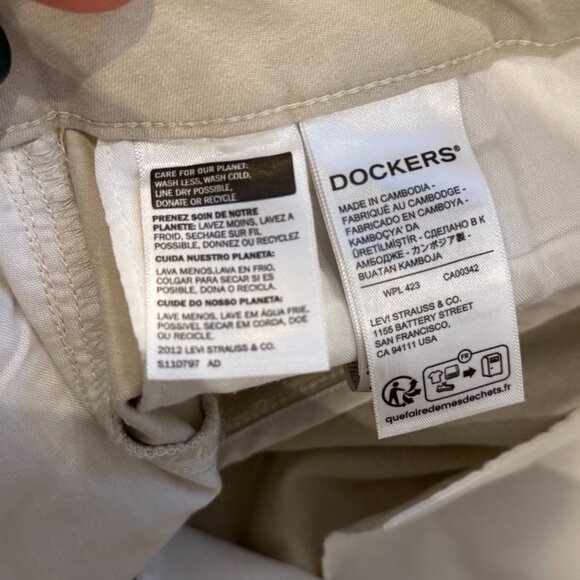 CARE FOR OUR PLANET:
WASH LESS, WASH COLD,
LINE DRY POSSIBLE,
DONATE OR RECYCLE
PRENEZ SOIN DE NOTRE
PLANETE: LAVEZ MOINS, LAVEZ A
FROID, SECHAGE SUR FIL
POSSIBLE, DONNEZ OU RECYCLEZ
CUIDA NUESTRO PLANETA:
LAVA MENOS,LAVA EN FRIO,
COLGAR PARA SECAR SI ES
POSIBLE, DONA O RECICLA.
CUIDE DO NOSSO PLANETA:
LAVE MENOS, LAVE EM ÁGUA FRIE,
POSSIVEL SECAR EM CORDA, DOE
OU RECICLE.
2012 LEVI STRAUSS & CO.
S110797 AD
DOCKERS®
MADE IN CAMBODIA -
FABRIQUÉ AU CAMBODGE -
FABRICADO EN CAMBOYA -
KAMBOÇYA' DA
ÜRETİLMİŞTİR - СДЕЛАНО В К
АМБОДЖЕ - カンボジア製 -
BUATAN KAMBOJA
WPL 423 CA00342
LEVI STRAUSS & CO.
1155 BATTERY STREET
SAN FRANCISCO,
CA 94111 USA
FR
quefairedemesdechets.fr